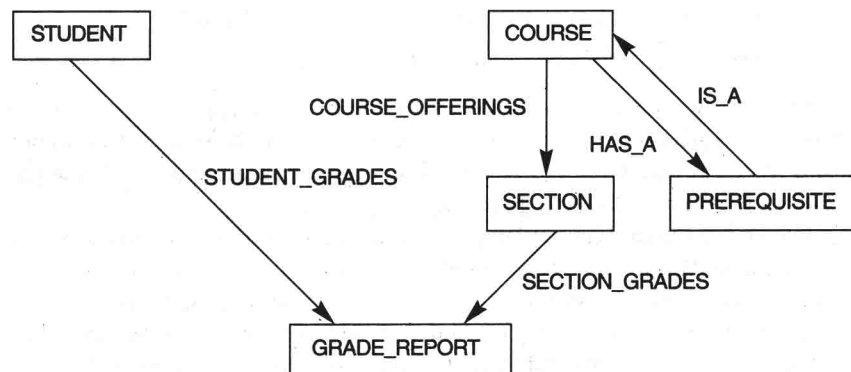 STUDENT
COURSE
IS_A
COURSE_OFFERINGS
HAS_A
STUDENT_GRADES
SECTION
PREREQUISITE
SECTION_GRADES
GRADE_REPORT